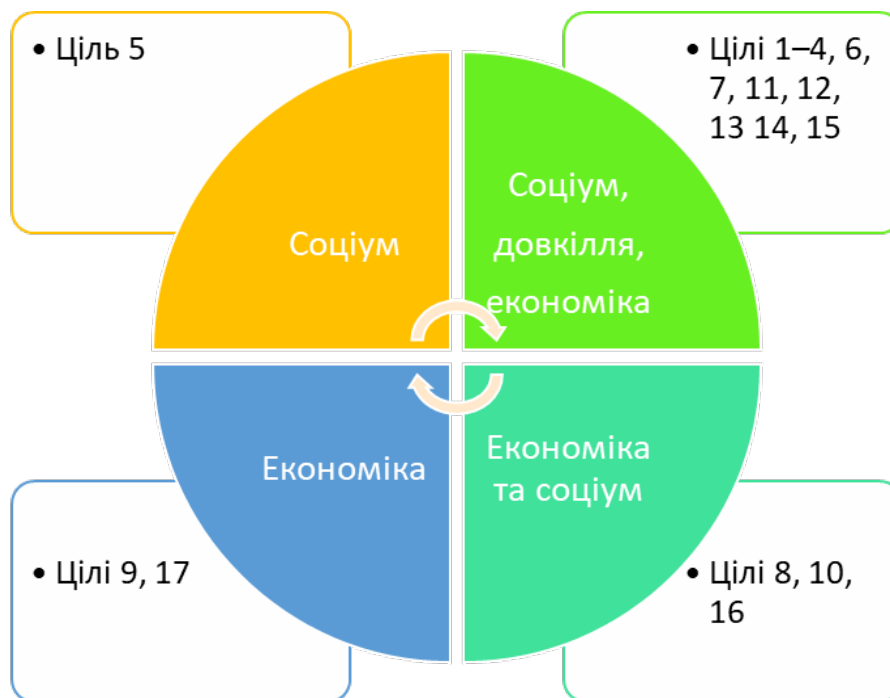 • Ціль 5
• Цілі 1–4, 6,
7, 11, 12,
13 14, 15
Соціум
Соціум,
довкілля,
економіка
Економіка
Економіка
та соціум
• Цілі 9, 17
• Цілі 8, 10,
16